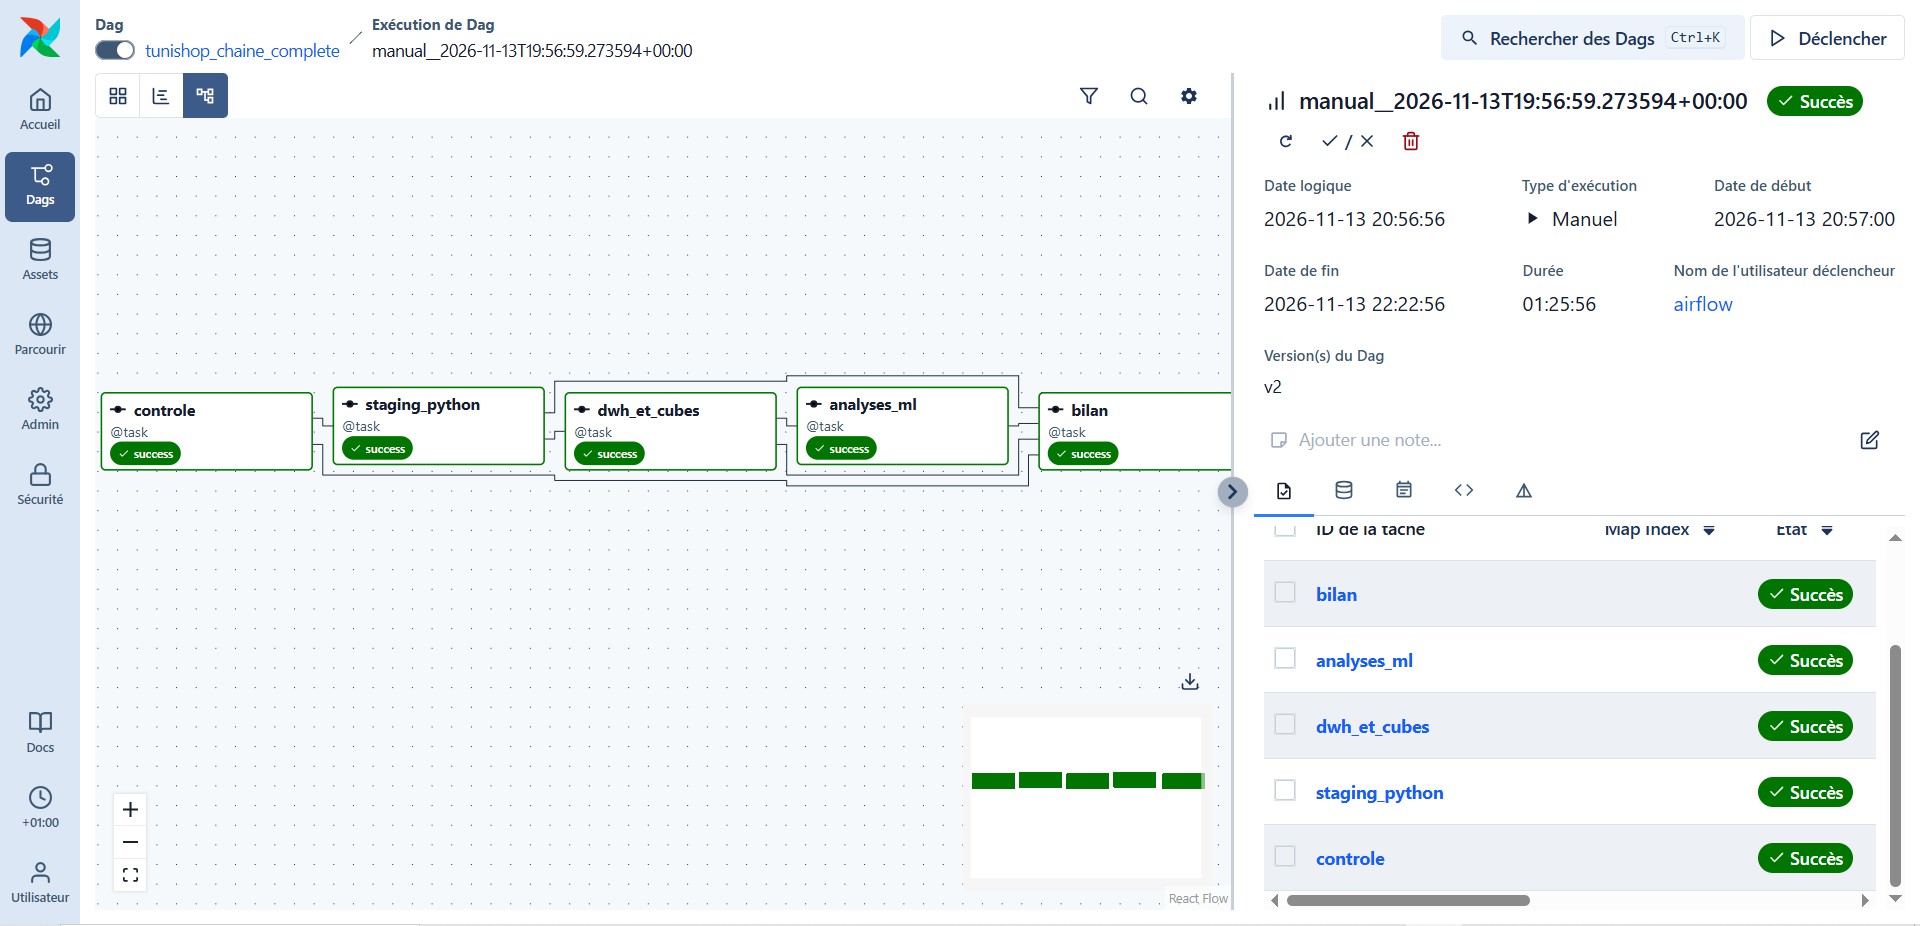 Dag
tunishop_chaine_complete
Exécution de Dag
manual__2026-11-13T19:56:59.273594+00:00
Rechercher des Dags Ctrl+K
Déclencher
Accueil
Dags
Assets
Parcourir
Admin
Sécurité
Docs
+01:00
Utilisateur
controle
@task
success
staging_python
@task
success
dwh_et_cubes
@task
success
analyses_ml
@task
success
bilan
@task
success
React Flow
manual__2026-11-13T19:56:59.273594+00:00 Succès
/
Date logique
2026-11-13 20:56:56
Type d'exécution
Manuel
Date de début
2026-11-13 20:57:00
Date de fin
2026-11-13 22:22:56
Durée
01:25:56
Nom de l'utilisateur déclencheur
airflow
Version(s) du Dag
v2
Ajouter une note...
ID de la tâche Map Index État
bilan Succès
analyses_ml Succès
dwh_et_cubes Succès
staging_python Succès
controle Succès